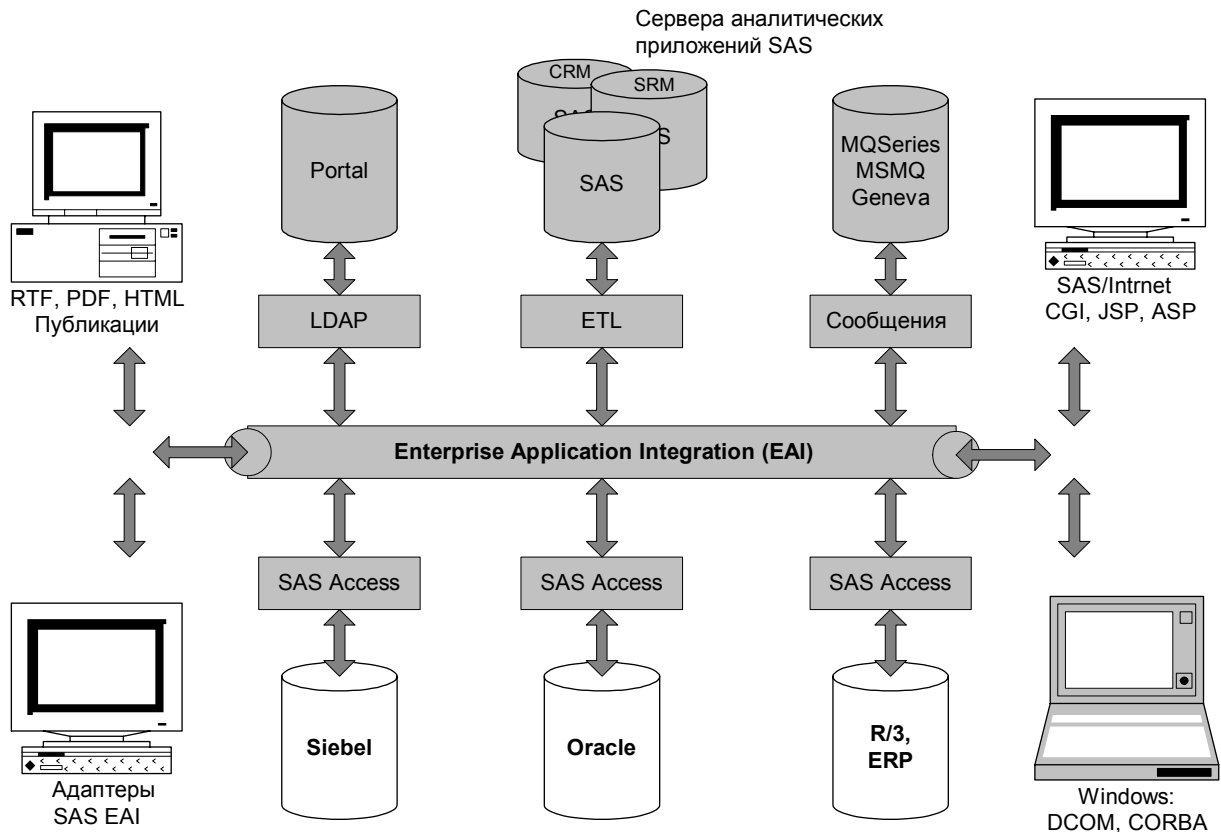 Сервера аналитических
приложений SAS
CRM
SRM
SAS
Portal
MQSeries
MSMQ
Geneva
RTF, PDF, HTML
Публикации
LDAP
ETL
Сообщения
SAS/Intrnet
CGI, JSP, ASP
Enterprise Application Integration (EAI)
SAS Access
SAS Access
SAS Access
Siebel
Oracle
R/3,
ERP
Адаптеры
SAS EAI
Windows:
DCOM, CORBA